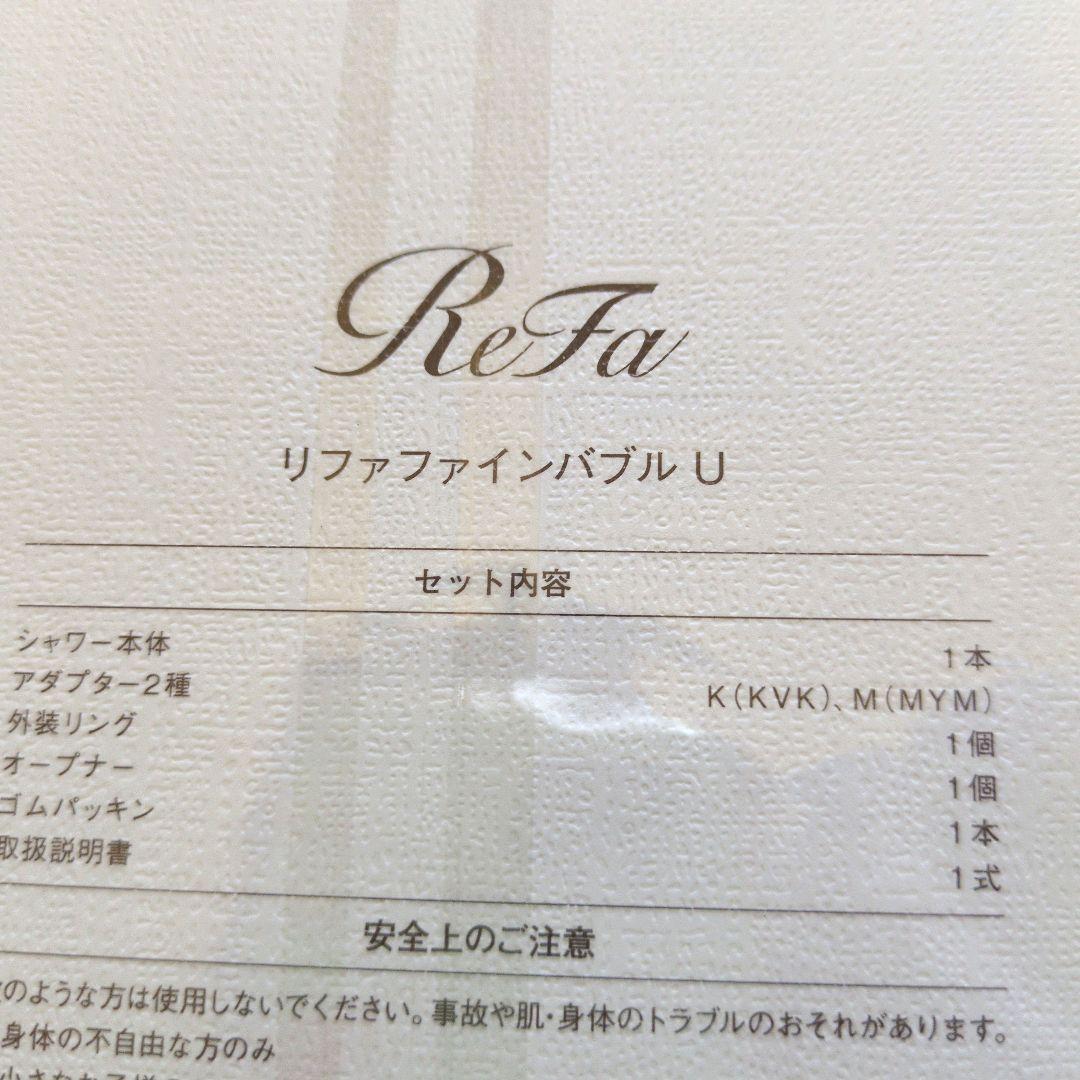 ReFa
リファファインバブル U
セット内容
シャワー本体 1本
アダプター2種 K(KVK)、M(MYM)
外装リング 1個
オープナー 1個
ゴムパッキン 1本
取扱説明書 1式
安全上のご注意
のような方は使用しないでください。事故や肌・身体のトラブルのおそれがあります。
身体の不自由な方のみ